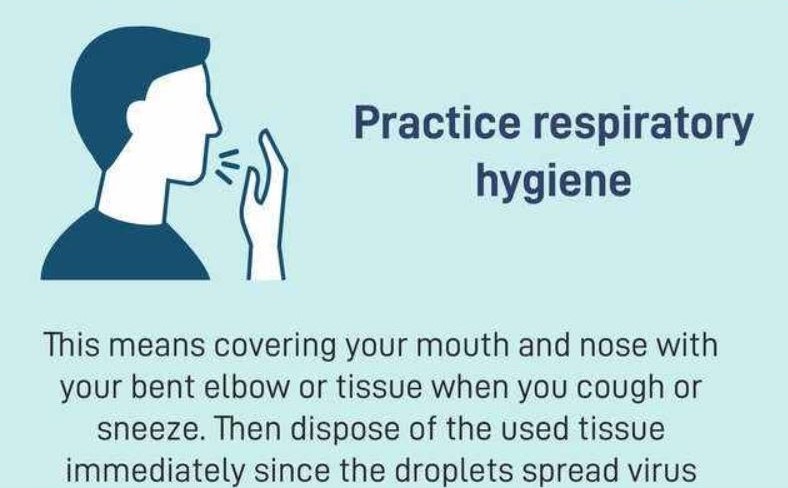 Practice respiratory
hygiene
This means covering your mouth and nose with
your bent elbow or tissue when you cough or
sneeze. Then dispose of the used tissue
immediately since the droplets spread virus